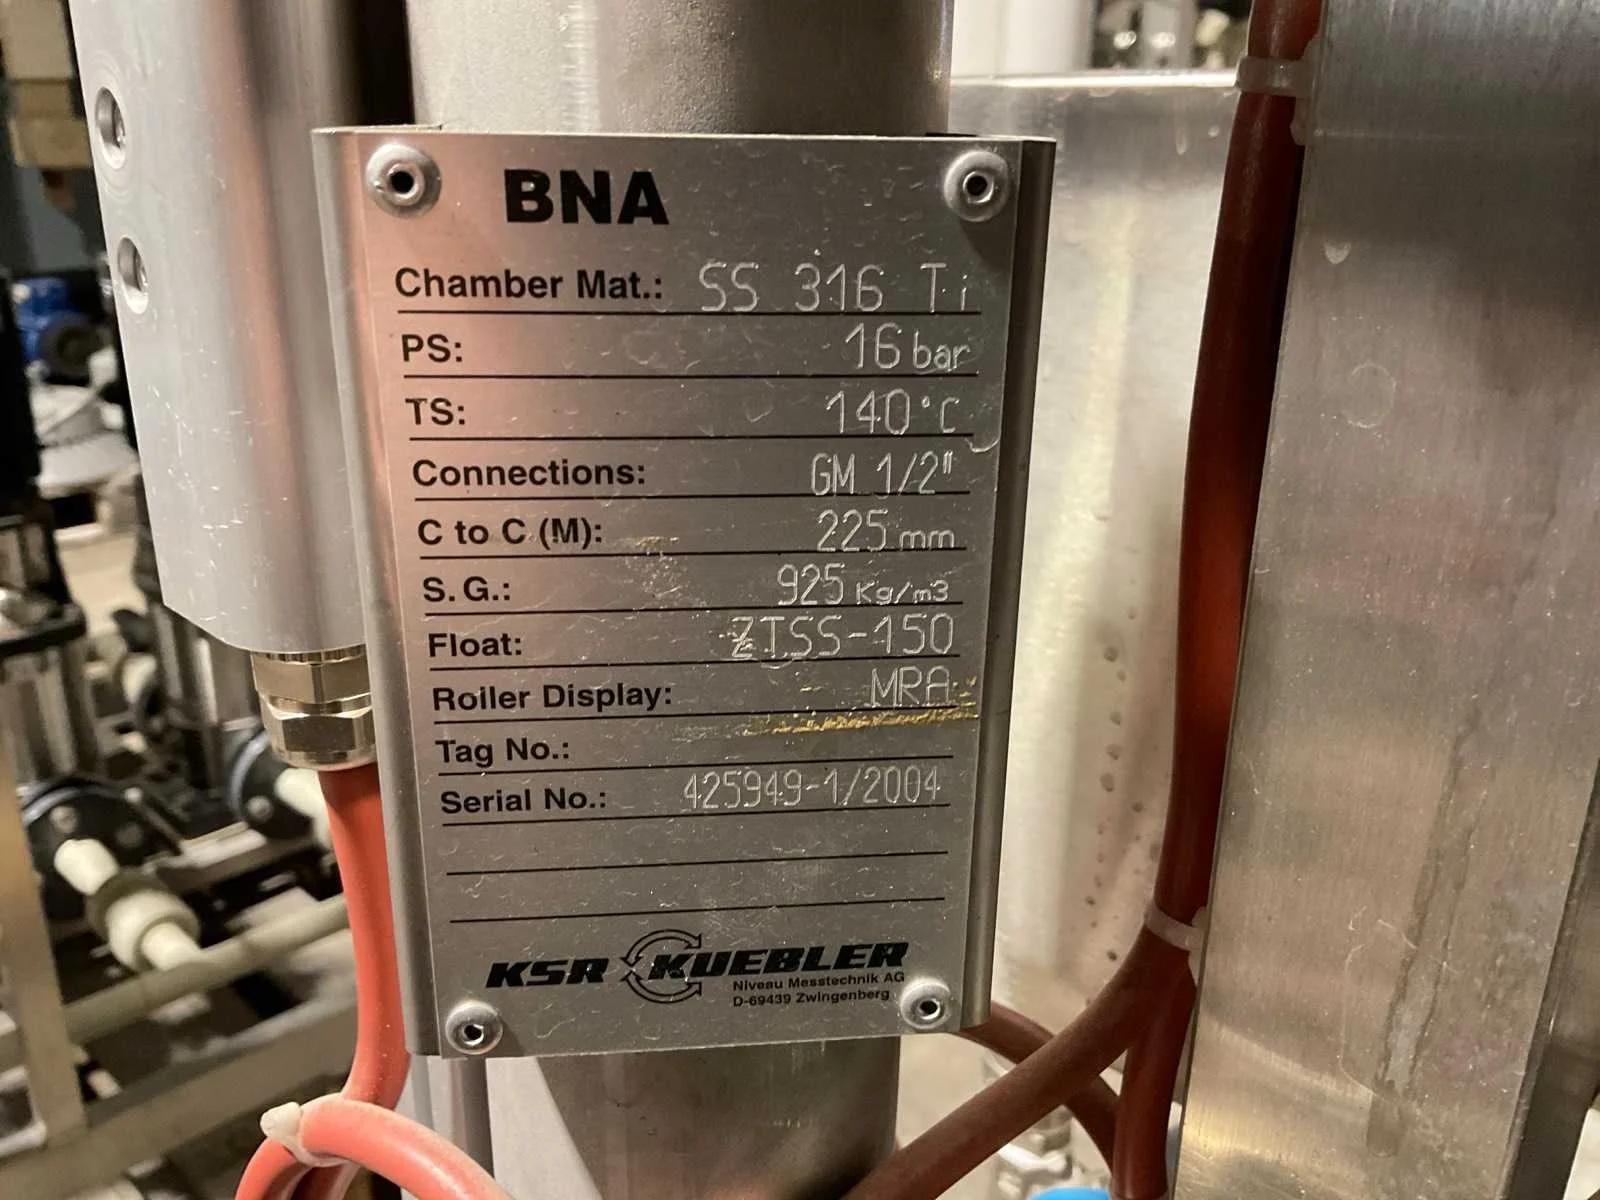 BNA
Chamber Mat.: SS 316 Ti
PS: 16 bar
TS: 140°C
Connections: GM 1/2"
C to C (M): 225 mm
S.G.: 925 Kg/m3
Float: ZTSS-150
Roller Display: MRA
Tag No.:
Serial No.: 425949-1/2004
KSR KUEBLER
Niveau Messtechnik AG
D-69439 Zwingenberg